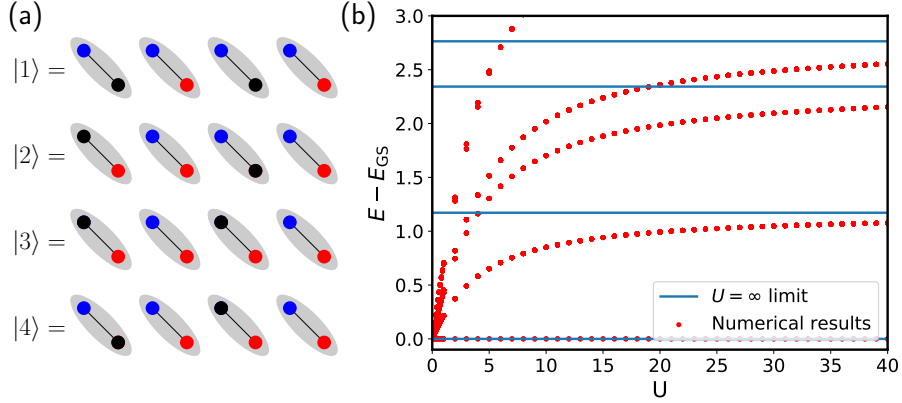 (a)
|1⟩ =
|2⟩ =
|3⟩ =
|4⟩ =
(b)
3.0
2.5
2.0
1.5
1.0
0.5
0.0
E − E_GS
0 5 10 15 20 25 30 35 40
U
U = ∞ limit
Numerical results